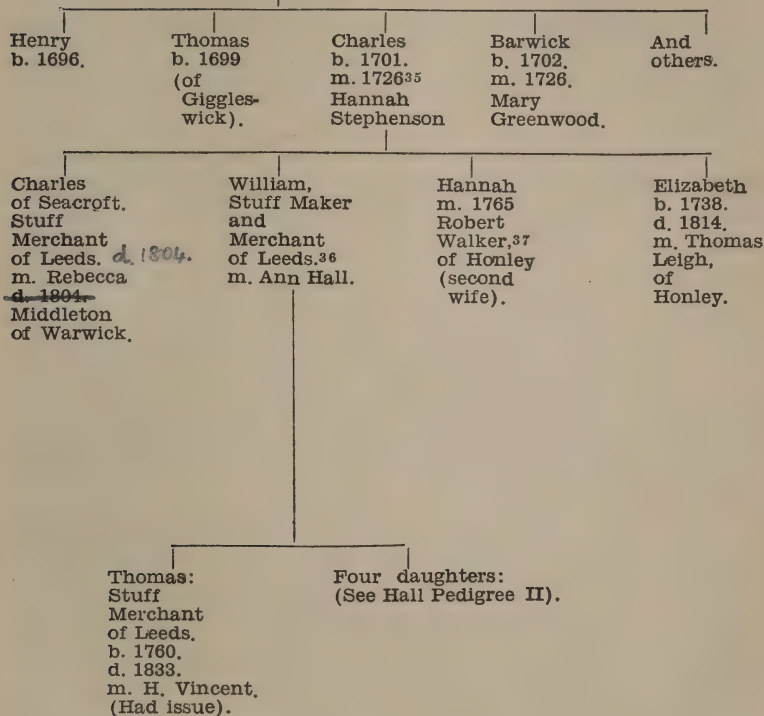 Henry
b. 1696.
Thomas
b. 1699
(of
Giggles-
wick).
Charles
b. 1701.
m. 1726³⁵
Hannah
Stephenson
Barwick
b. 1702.
m. 1726.
Mary
Greenwood.
And
others.
Charles
of Seacroft.
Stuff
Merchant
of Leeds. d. 1804.
m. Rebecca
d. 1804.
Middleton
of Warwick.
William,
Stuff Maker
and
Merchant
of Leeds.³⁶
m. Ann Hall.
Hannah
m. 1765
Robert
Walker,³⁷
of Honley
(second
wife).
Elizabeth
b. 1738.
d. 1814.
m. Thomas
Leigh,
of
Honley.
Thomas:
Stuff
Merchant
of Leeds.
b. 1760.
d. 1833.
m. H. Vincent.
(Had issue).
Four daughters:
(See Hall Pedigree II).